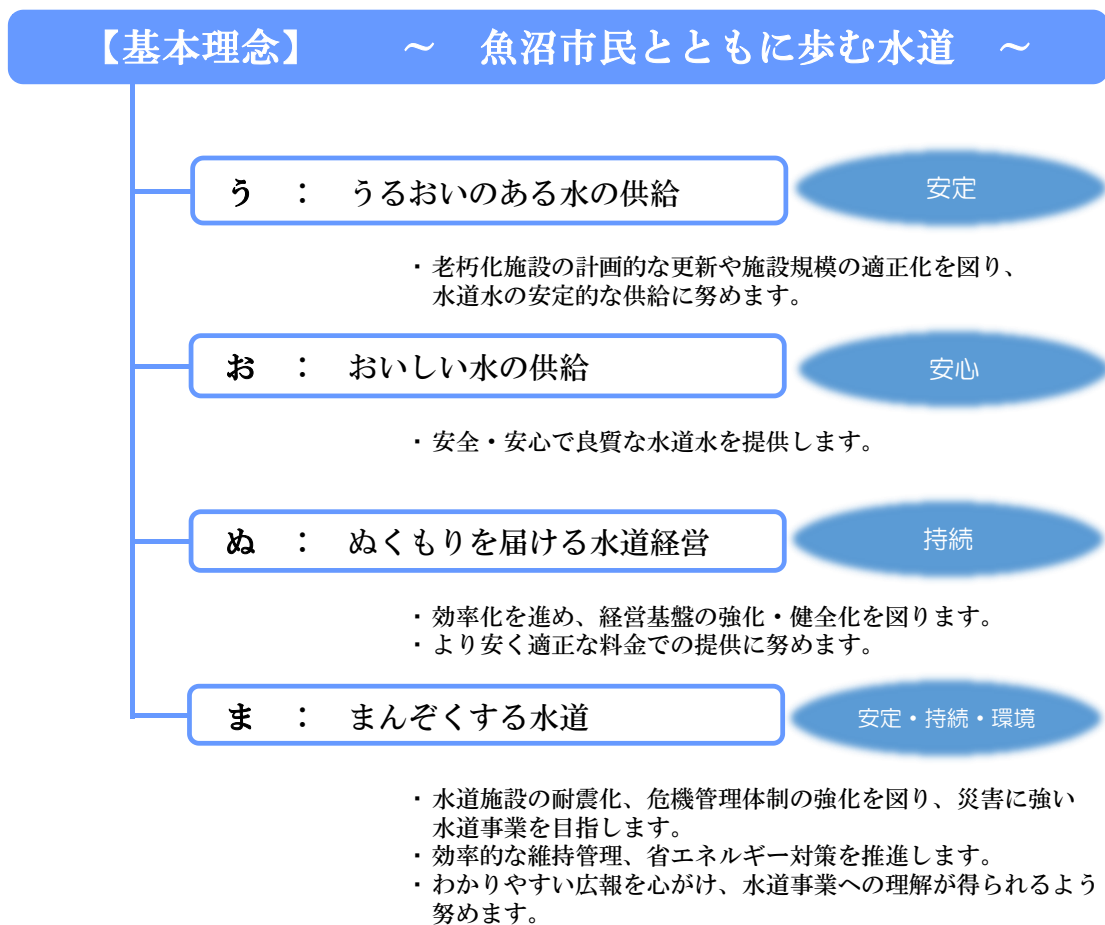 【基本理念】 ～ 魚沼市民とともに歩む水道 ～
う ： うるおいのある水の供給 安定
・老朽化施設の計画的な更新や施設規模の適正化を図り、
水道水の安定的な供給に努めます。
お ： おいしい水の供給 安心
・安全・安心で良質な水道水を提供します。
ぬ ： ぬくもりを届ける水道経営 持続
・効率化を進め、経営基盤の強化・健全化を図ります。
・より安く適正な料金での提供に努めます。
ま ： まんぞくする水道 安定・持続・環境
・水道施設の耐震化、危機管理体制の強化を図り、災害に強い
水道事業を目指します。
・効率的な維持管理、省エネルギー対策を推進します。
・わかりやすい広報を心がけ、水道事業への理解が得られるよう
努めます。